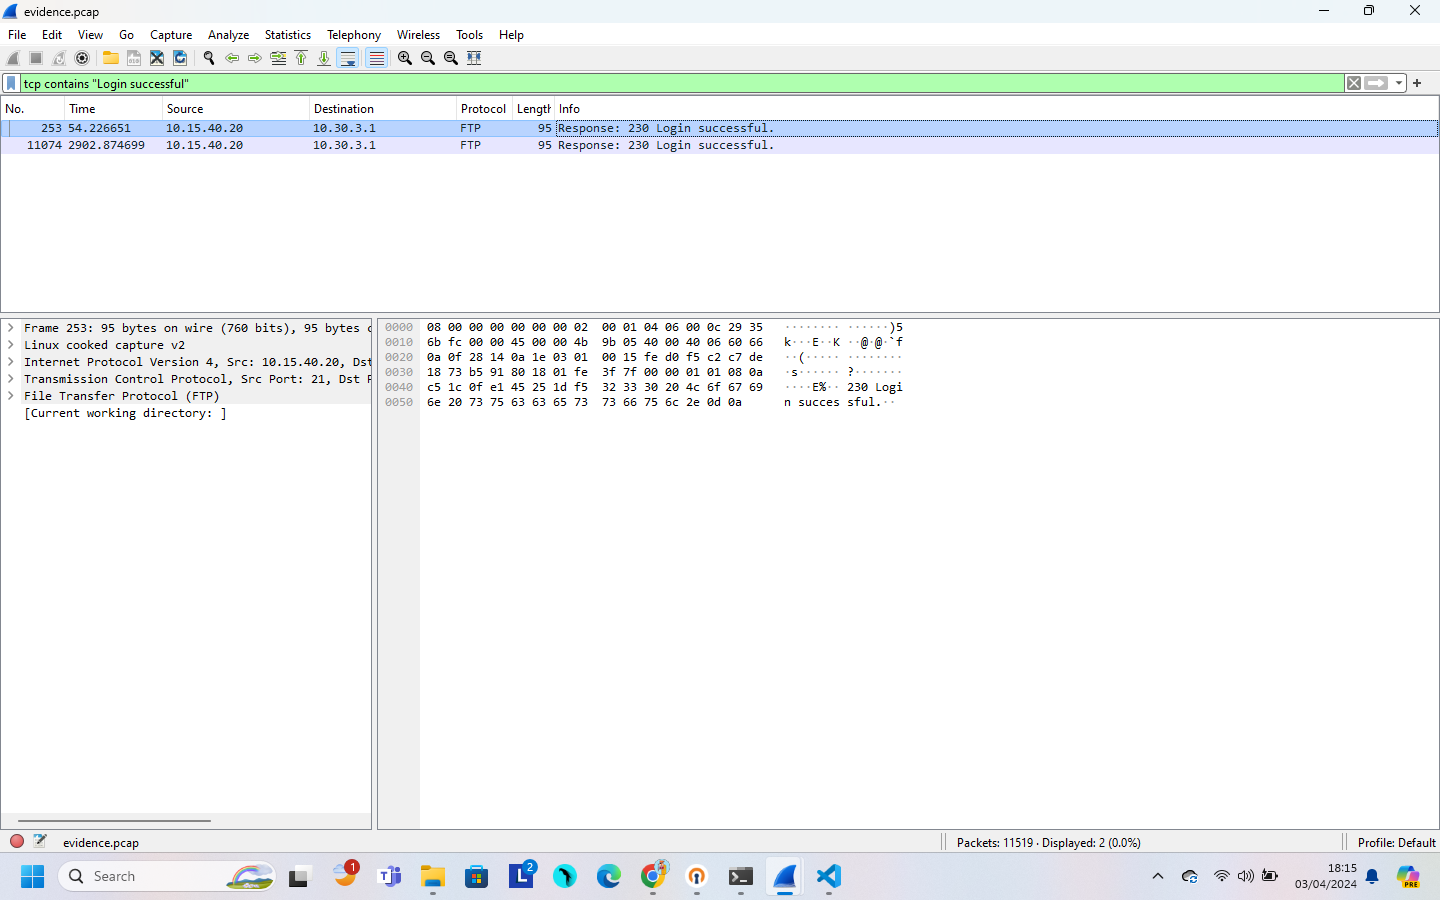 evidence.pcap
File Edit View Go Capture Analyze Statistics Telephony Wireless Tools Help
tcp contains "Login successful"
No. Time Source Destination Protocol Length Info
253 54.226651 10.15.40.20 10.30.3.1 FTP 95 Response: 230 Login successful.
11074 2902.874699 10.15.40.20 10.30.3.1 FTP 95 Response: 230 Login successful.
Frame 253: 95 bytes on wire (760 bits), 95 bytes c
Linux cooked capture v2
Internet Protocol Version 4, Src: 10.15.40.20, Dst
Transmission Control Protocol, Src Port: 21, Dst P
File Transfer Protocol (FTP)
[Current working directory: ]
0000 08 00 00 00 00 00 00 02 00 01 04 06 00 0c 29 35 ········ ······)5
0010 6b fc 00 00 45 00 00 4b 9b 05 40 00 40 06 60 66 k···E··K ··@·@·`f
0020 0a 0f 28 14 0a 1e 03 01 00 15 fe d0 f5 c2 c7 de ··(····· ········
0030 18 73 b5 91 80 18 01 fe 3f 7f 00 00 01 01 08 0a ·s······ ?·······
0040 c5 1c 0f e1 45 25 1d f5 32 33 30 20 4c 6f 67 69 ····E%·· 230 Logi
0050 6e 20 73 75 63 63 65 73 73 66 75 6c 2e 0d 0a n succes sful.··
evidence.pcap Packets: 11519 · Displayed: 2 (0.0%) Profile: Default
Search 1 2 PRE
18:15
03/04/2024